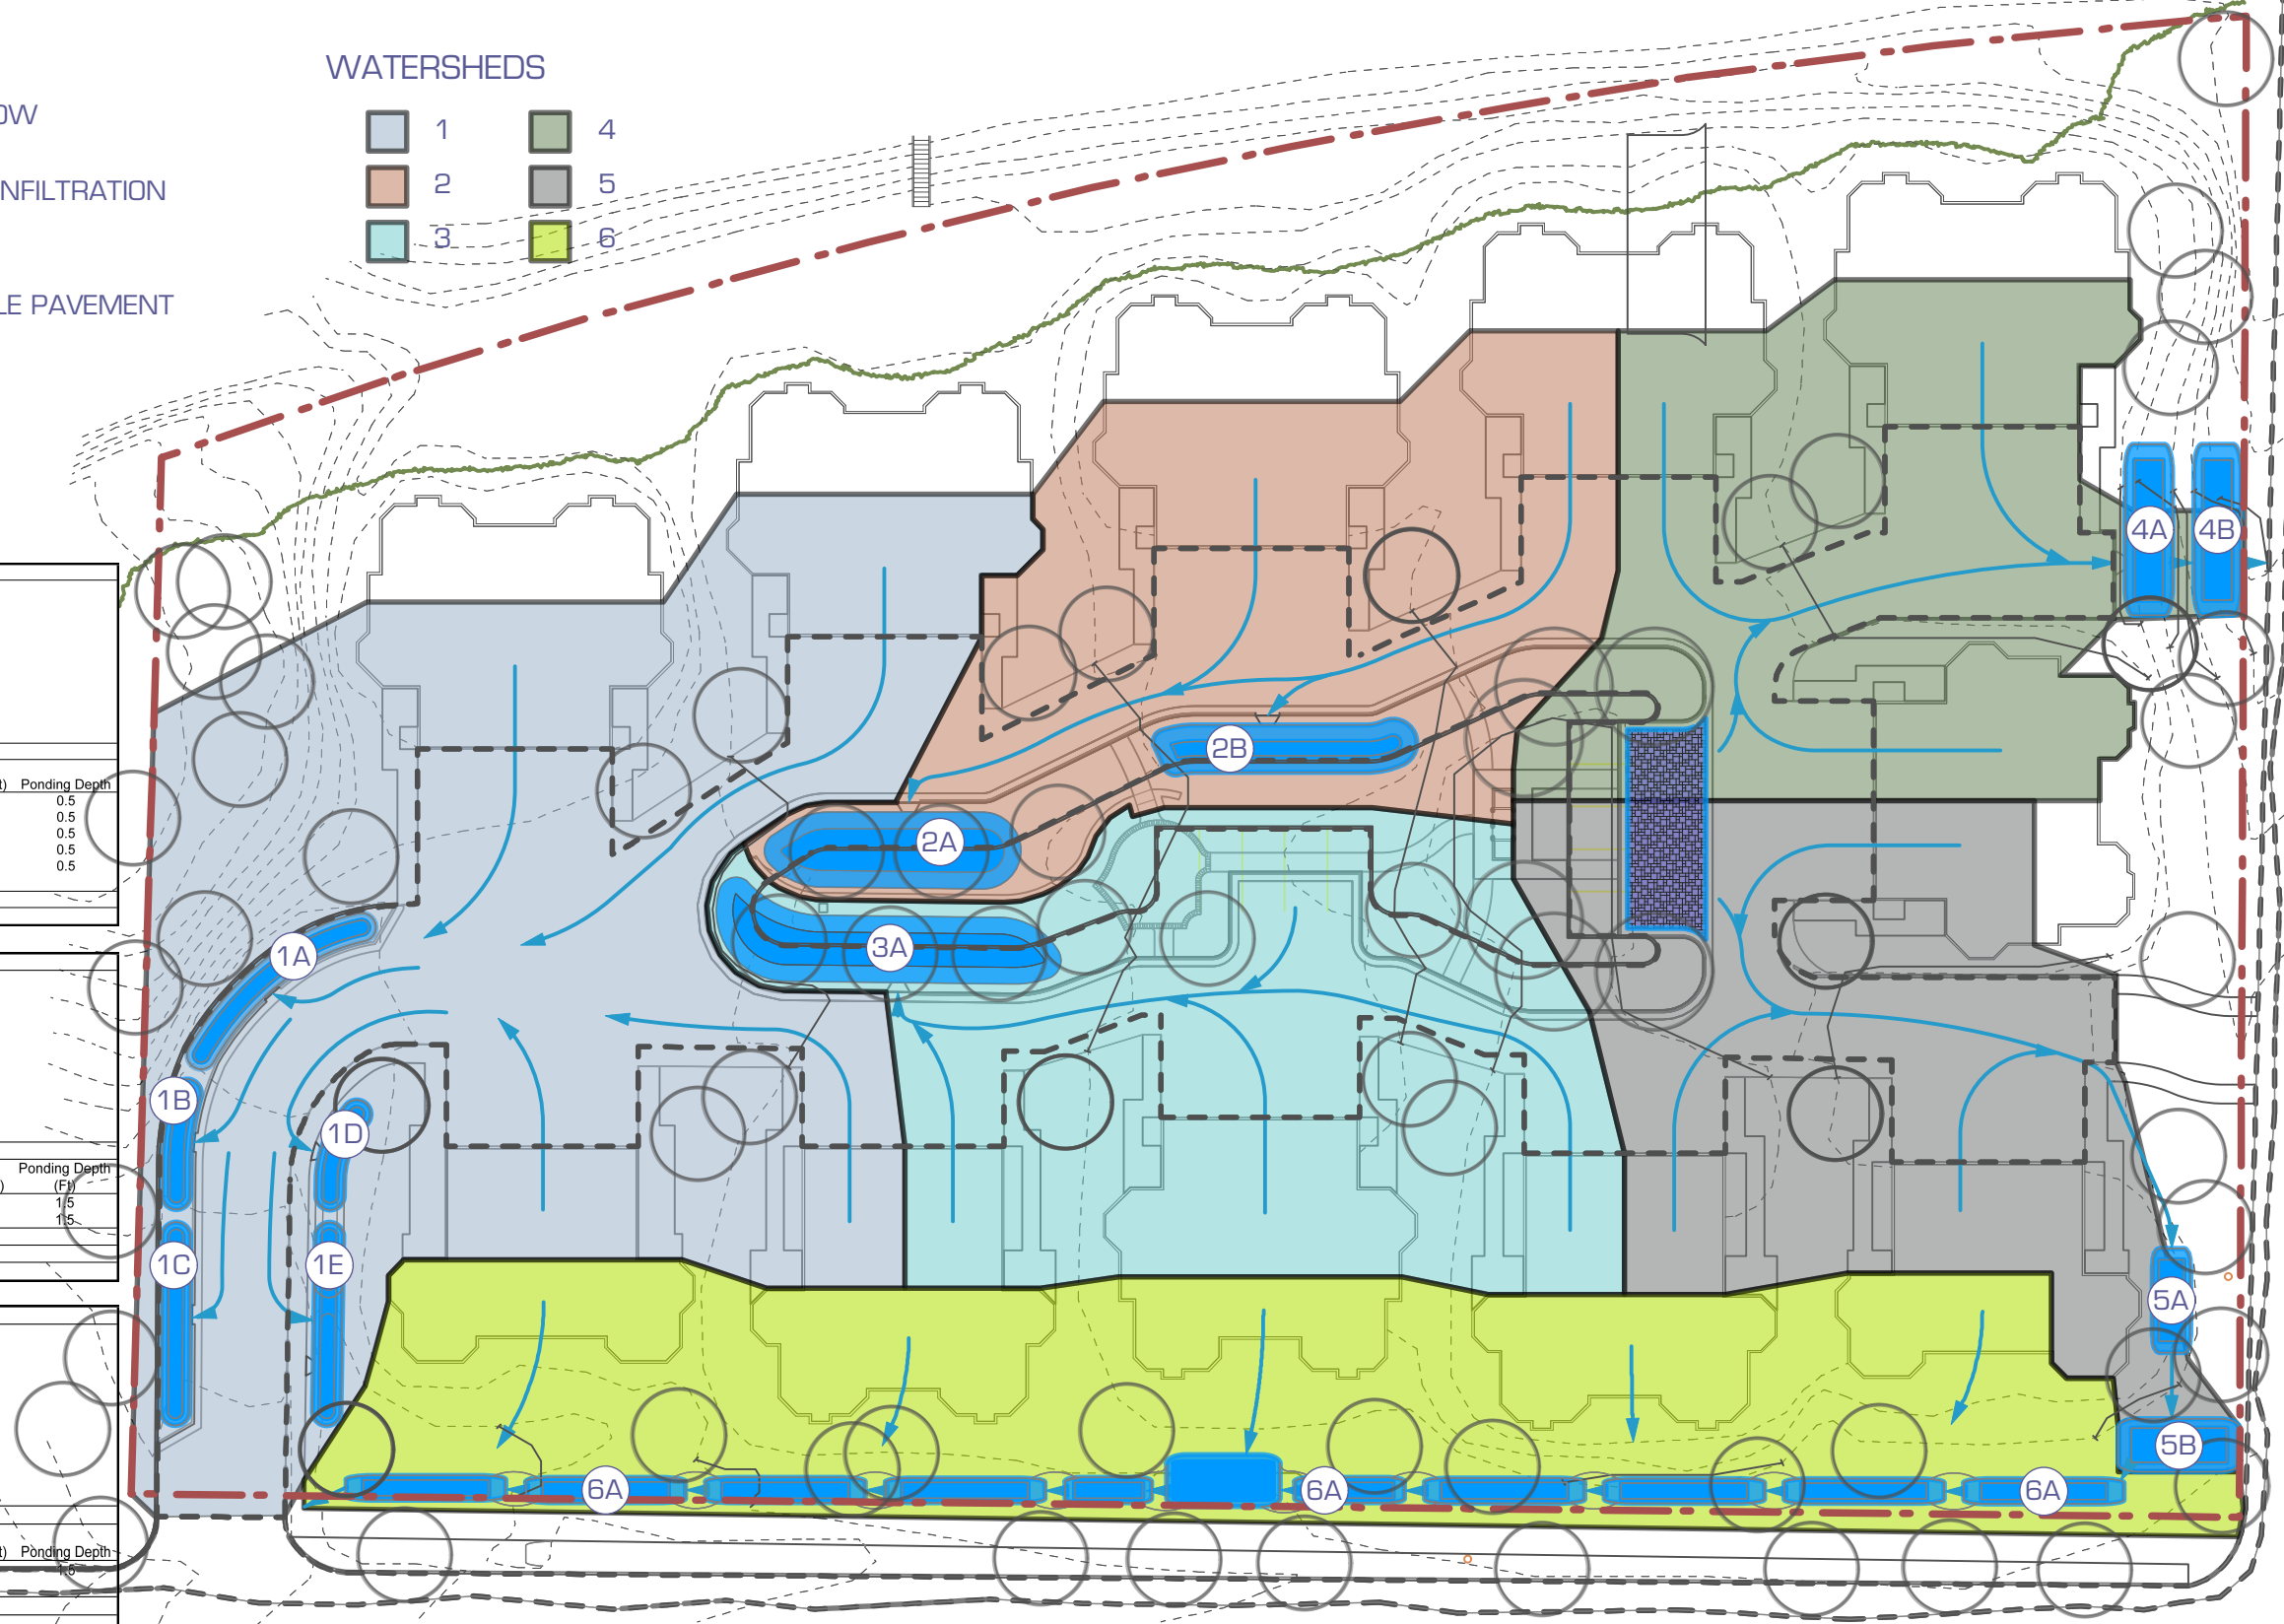 WATERSHEDS
OW
1
4
NFILTRATION
2
5
3
6
LE PAVEMENT
4A
4B
2B
t) Ponding Depth
0.5
0.5
0.5
0.5
0.5
2A
3A
1A
1B
1D
Ponding Depth
) (Ft)
1.5
1.5
1C
1E
5A
5B
6A
6A
6A
t) Ponding Depth
1.5